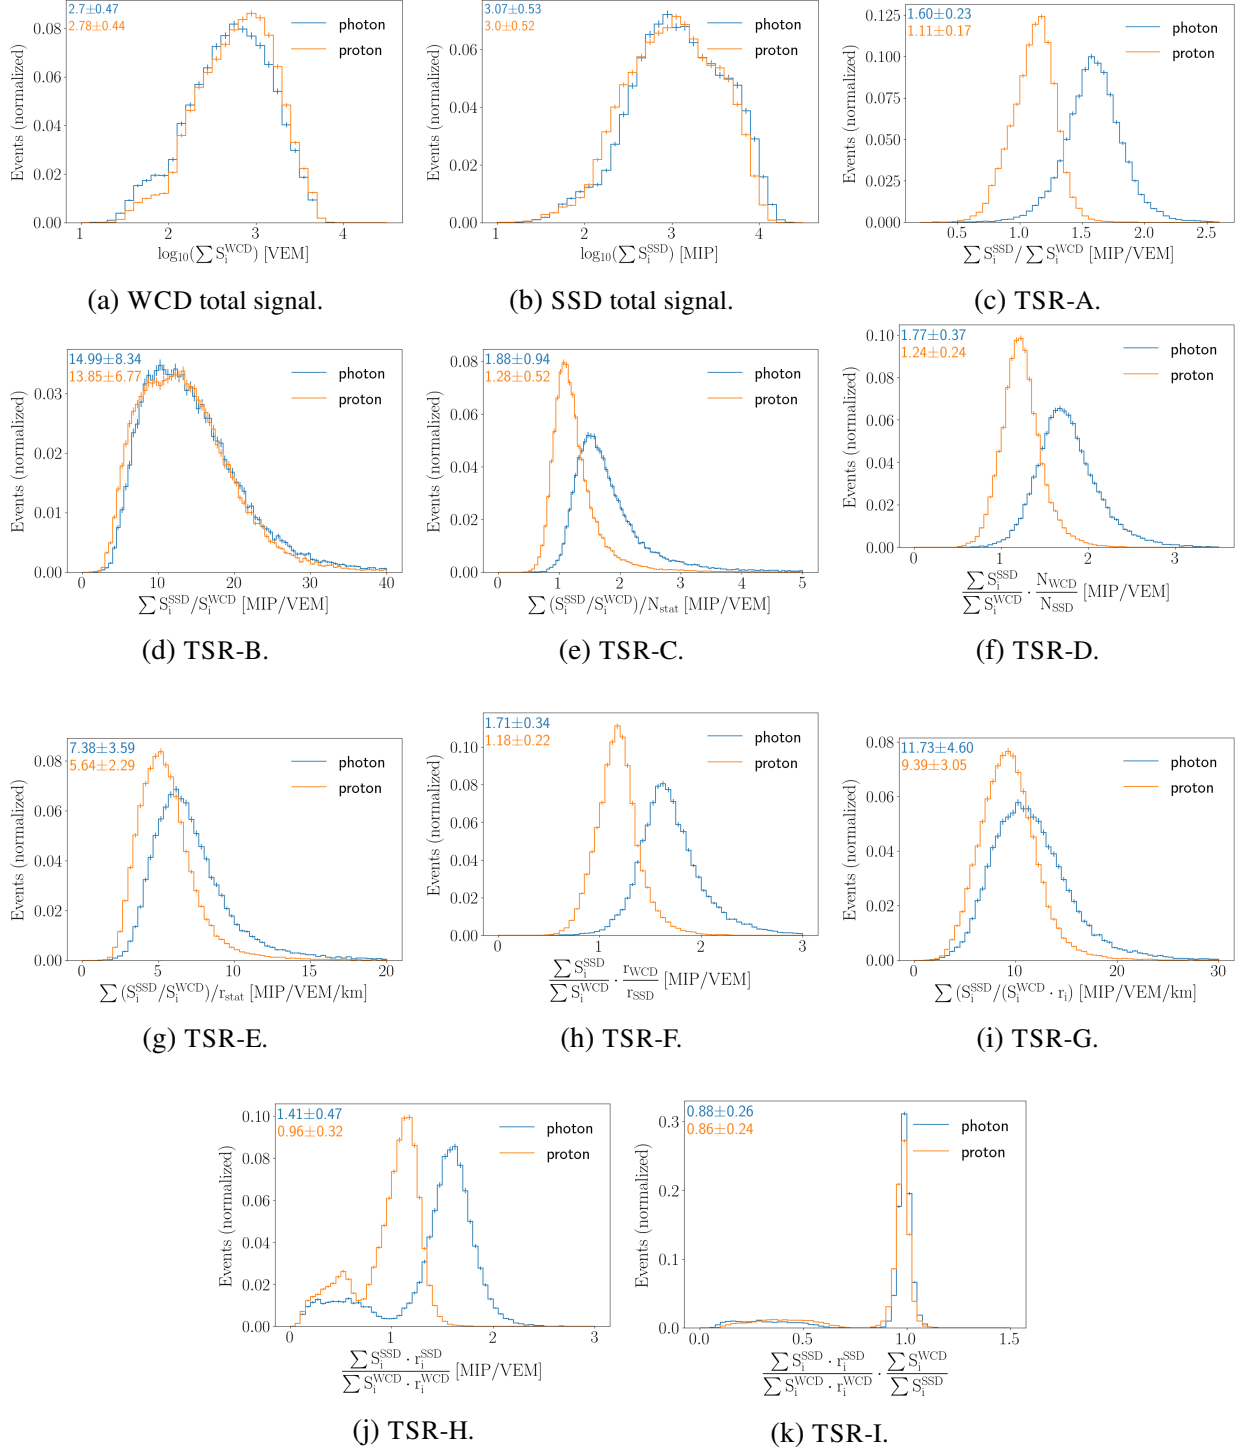 2.7±0.47
2.78±0.44
photon
proton
Events (normalized)
0.08
0.06
0.04
0.02
0.00
1 2 3 4
log₁₀(∑ Sᵢ^WCD) [VEM]
(a) WCD total signal.
3.07±0.53
3.0±0.52
photon
proton
Events (normalized)
0.06
0.04
0.02
0.00
1 2 3 4
log₁₀(∑ Sᵢ^SSD) [MIP]
(b) SSD total signal.
1.60±0.23
1.11±0.17
photon
proton
Events (normalized)
0.125
0.100
0.075
0.050
0.025
0.000
0.5 1.0 1.5 2.0 2.5
∑ Sᵢ^SSD/ ∑ Sᵢ^WCD [MIP/VEM]
(c) TSR-A.
14.99±8.34
13.85±6.77
photon
proton
Events (normalized)
0.03
0.02
0.01
0.00
0 10 20 30 40
∑ Sᵢ^SSD/Sᵢ^WCD [MIP/VEM]
(d) TSR-B.
1.88±0.94
1.28±0.52
photon
proton
Events (normalized)
0.08
0.06
0.04
0.02
0.00
1 2 3 4 5
∑ (Sᵢ^SSD/Sᵢ^WCD)/N_stat [MIP/VEM]
(e) TSR-C.
1.77±0.37
1.24±0.24
photon
proton
Events (normalized)
0.10
0.08
0.06
0.04
0.02
0.00
0 1 2 3
∑ Sᵢ^SSD / ∑ Sᵢ^WCD · N_WCD / N_SSD [MIP/VEM]
(f) TSR-D.
7.38±3.59
5.64±2.29
photon
proton
Events (normalized)
0.08
0.06
0.04
0.02
0.00
0 5 10 15 20
∑ (Sᵢ^SSD/Sᵢ^WCD)/r_stat [MIP/VEM/km]
(g) TSR-E.
1.71±0.34
1.18±0.22
photon
proton
Events (normalized)
0.10
0.08
0.06
0.04
0.02
0.00
0 1 2 3
∑ Sᵢ^SSD / ∑ Sᵢ^WCD · r_WCD / r_SSD [MIP/VEM]
(h) TSR-F.
11.73±4.60
9.39±3.05
photon
proton
Events (normalized)
0.08
0.06
0.04
0.02
0.00
0 10 20 30
∑ (Sᵢ^SSD/(Sᵢ^WCD · rᵢ) [MIP/VEM/km]
(i) TSR-G.
1.41±0.47
0.96±0.32
photon
proton
Events (normalized)
0.10
0.08
0.06
0.04
0.02
0.00
0 1 2 3
∑ Sᵢ^SSD · rᵢ^SSD / ∑ Sᵢ^WCD · rᵢ^WCD [MIP/VEM]
(j) TSR-H.
0.88±0.26
0.86±0.24
photon
proton
Events (normalized)
0.3
0.2
0.1
0.0
0.0 0.5 1.0 1.5
∑ Sᵢ^SSD · rᵢ^SSD / ∑ Sᵢ^WCD · rᵢ^WCD · ∑ Sᵢ^WCD / ∑ Sᵢ^SSD
(k) TSR-I.